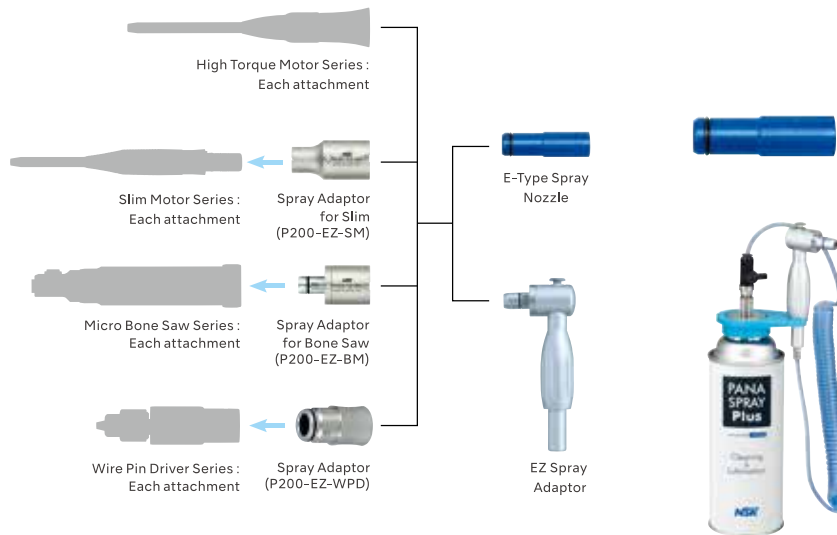 High Torque Motor Series :
Each attachment
Slim Motor Series :
Each attachment
Spray Adaptor
for Slim
(P200-EZ-SM)
Micro Bone Saw Series :
Each attachment
Spray Adaptor
for Bone Saw
(P200-EZ-BM)
Wire Pin Driver Series :
Each attachment
Spray Adaptor
(P200-EZ-WPD)
E-Type Spray
Nozzle
EZ Spray
Adaptor
PANA
SPRAY
Plus
Cleaning
&
Lubrication
NSK